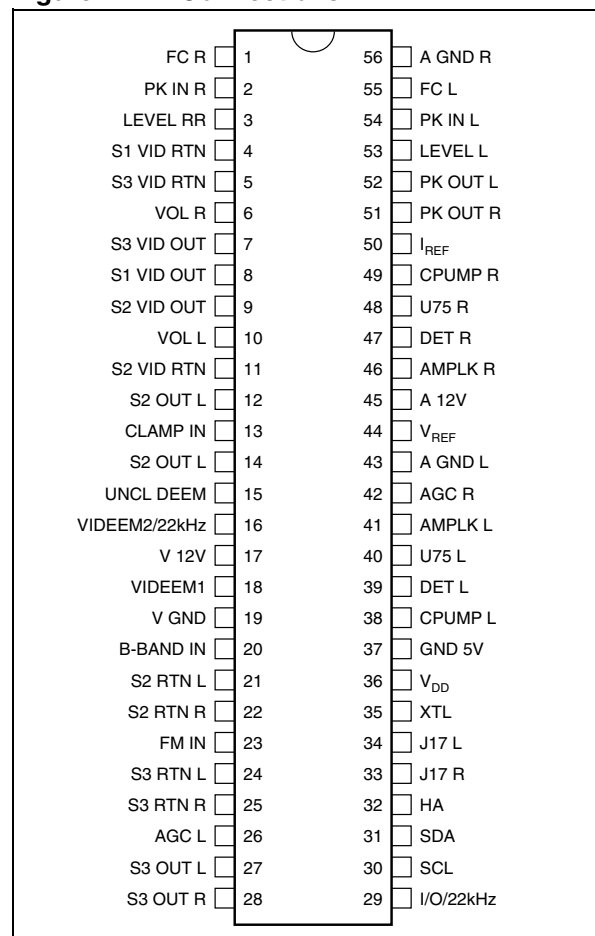 FC R 1 56 A GND R
PK IN R 2 55 FC L
LEVEL RR 3 54 PK IN L
S1 VID RTN 4 53 LEVEL L
S3 VID RTN 5 52 PK OUT L
VOL R 6 51 PK OUT R
S3 VID OUT 7 50 IREF
S1 VID OUT 8 49 CPUMP R
S2 VID OUT 9 48 U75 R
VOL L 10 47 DET R
S2 VID RTN 11 46 AMPLK R
S2 OUT L 12 45 A 12V
CLAMP IN 13 44 VREF
S2 OUT L 14 43 A GND L
UNCL DEEM 15 42 AGC R
VIDEEM2/22kHz 16 41 AMPLK L
V 12V 17 40 U75 L
VIDEEM1 18 39 DET L
V GND 19 38 CPUMP L
B-BAND IN 20 37 GND 5V
S2 RTN L 21 36 VDD
S2 RTN R 22 35 XTL
FM IN 23 34 J17 L
S3 RTN L 24 33 J17 R
S3 RTN R 25 32 HA
AGC L 26 31 SDA
S3 OUT L 27 30 SCL
S3 OUT R 28 29 I/O/22kHz